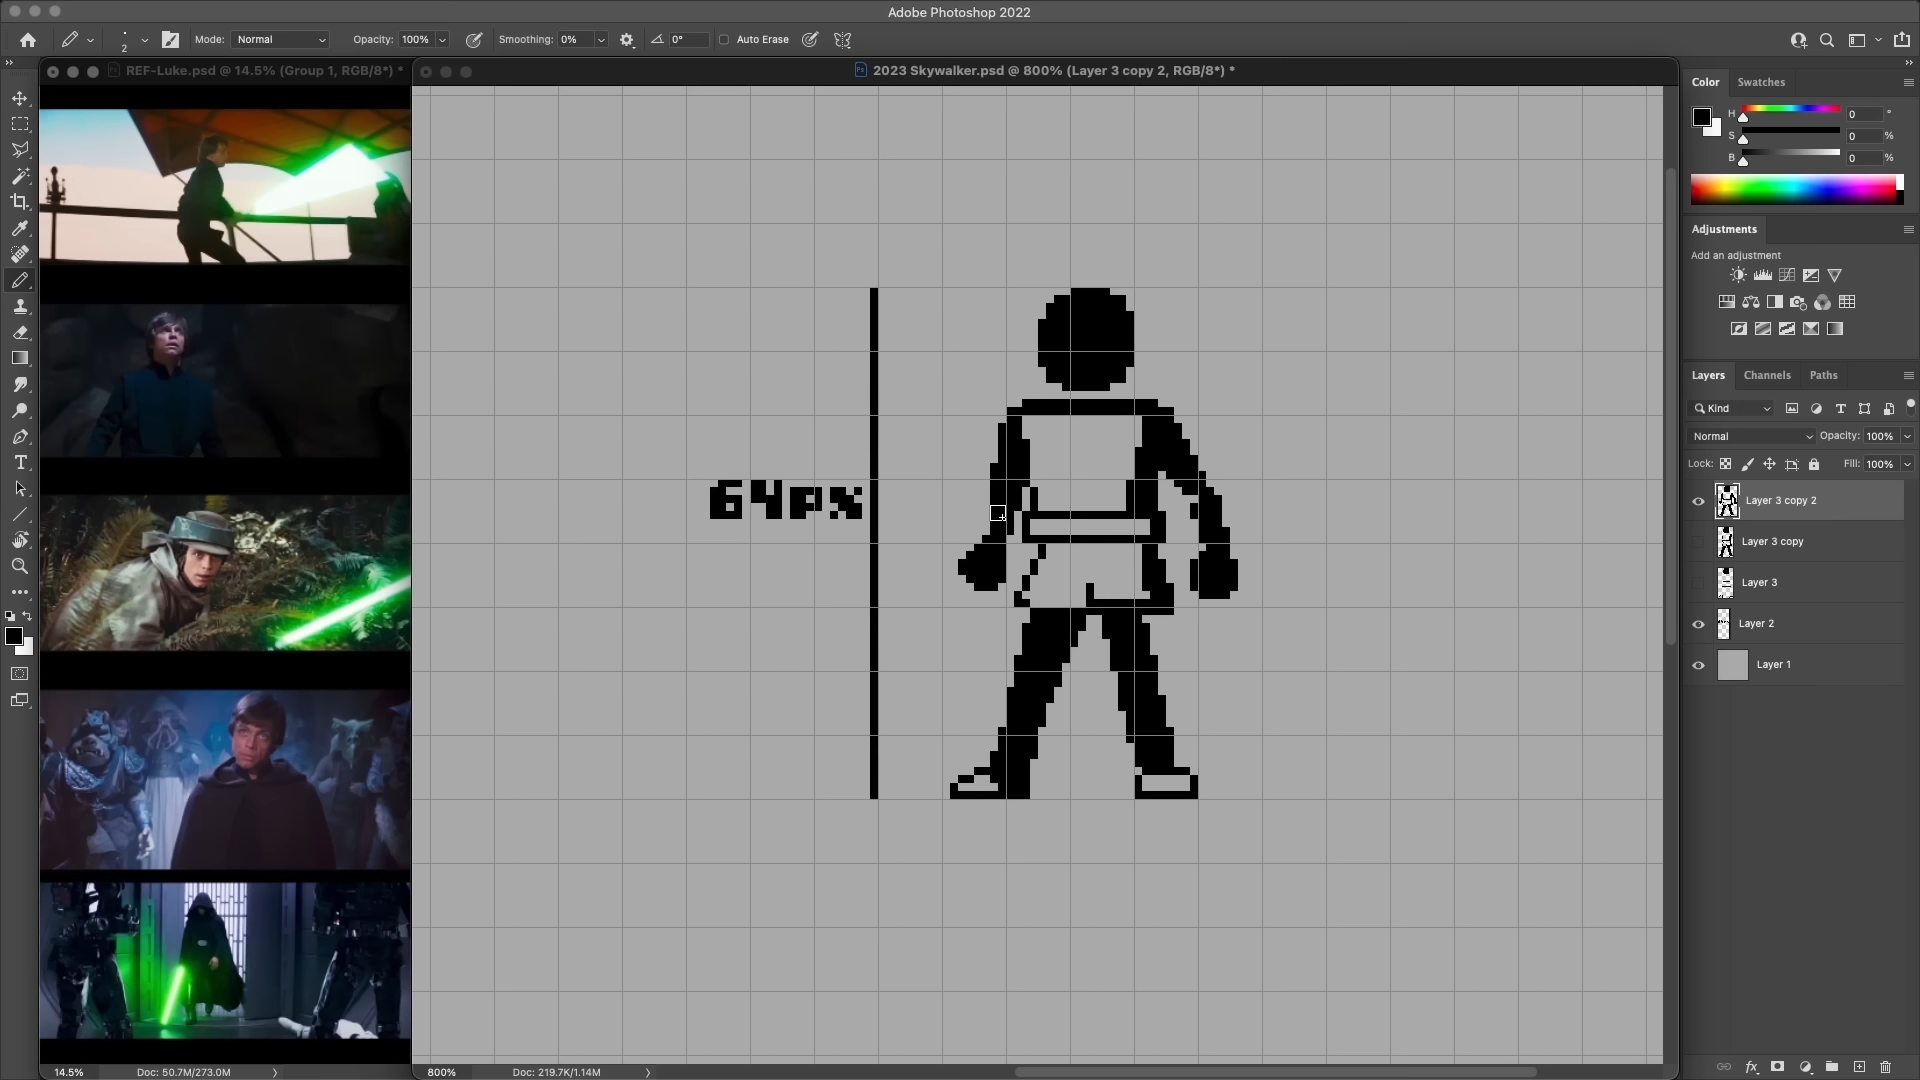 Adobe Photoshop 2022
2 Mode: Normal Opacity: 100% Smoothing: 0% 0° Auto Erase
REF-Luke.psd @ 14.5% (Group 1, RGB/8*) *
2023 Skywalker.psd @ 800% (Layer 3 copy 2, RGB/8*) *
Color Swatches
H 0 °
S 0 %
B 0 %
Adjustments
Add an adjustment
Layers Channels Paths
Kind
Normal Opacity: 100%
Lock: Fill: 100%
Layer 3 copy 2
Layer 3 copy
Layer 3
Layer 2
Layer 1
64px
14.5% Doc: 50.7M/273.0M
800% Doc: 219.7K/1.14M